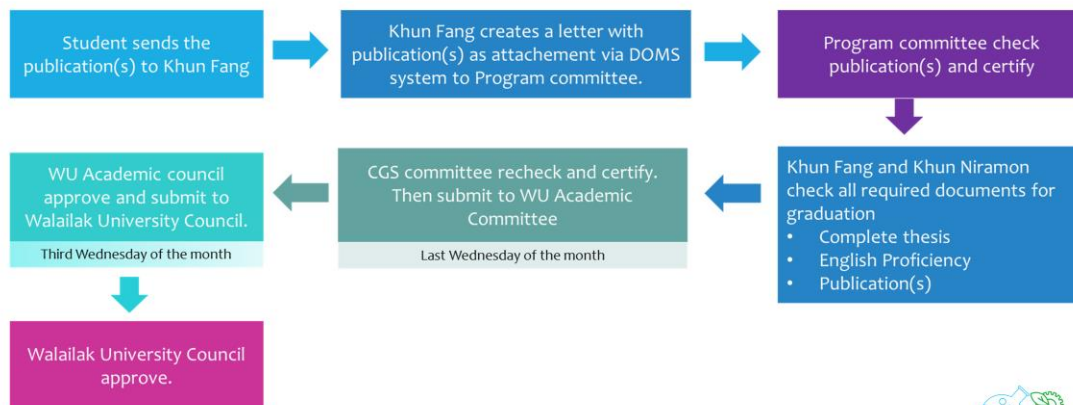 Student sends the
publication(s) to Khun Fang
Khun Fang creates a letter with
publication(s) as attachement via DOMS
system to Program committee.
Program committee check
publication(s) and certify
Khun Fang and Khun Niramon
check all required documents for
graduation
• Complete thesis
• English Proficiency
• Publication(s)
CGS committee recheck and certify.
Then submit to WU Academic
Committee
Last Wednesday of the month
WU Academic council
approve and submit to
Walailak University Council.
Third Wednesday of the month
Walailak University Council
approve.